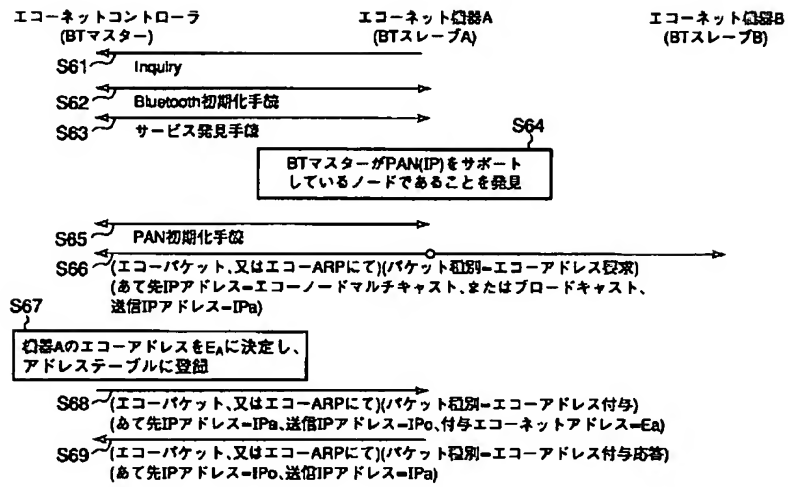 エコーネットコントローラ
(BTマスター)
エコーネット機器A
(BTスレーブA)
エコーネット機器B
(BTスレーブB)
S61
Inquiry
S62
Bluetooth初期化手続
S63
サービス発見手続
S64
BTマスターがPAN(IP)をサポート
しているノードであることを発見
S65
PAN初期化手続
S66
(エコーパケット、又はエコーARPにて)(パケット種別=エコーアドレス要求)
(あて先IPアドレス=エコーノードマルチキャスト、またはブロードキャスト、
送信IPアドレス=IPa)
S67
機器AのエコーアドレスをEAに決定し、
アドレステーブルに登録
S68
(エコーパケット、又はエコーARPにて)(パケット種別=エコーアドレス付与)
(あて先IPアドレス=IPa、送信IPアドレス=IPo、付与エコーネットアドレス=Ea)
S69
(エコーパケット、又はエコーARPにて)(パケット種別=エコーアドレス付与応答)
(あて先IPアドレス=IPo、送信IPアドレス=IPa)